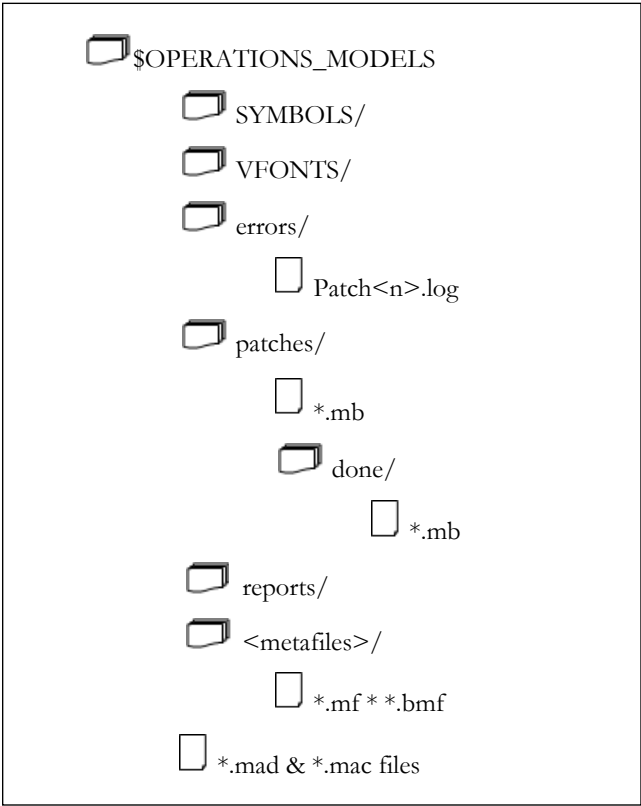 $OPERATIONS_MODELS
SYMBOLS/
VFONTS/
errors/
Patch<n>.log
patches/
*.mb
done/
*.mb
reports/
<metafiles>/
*.mf * *.bmf
*.mad & *.mac files